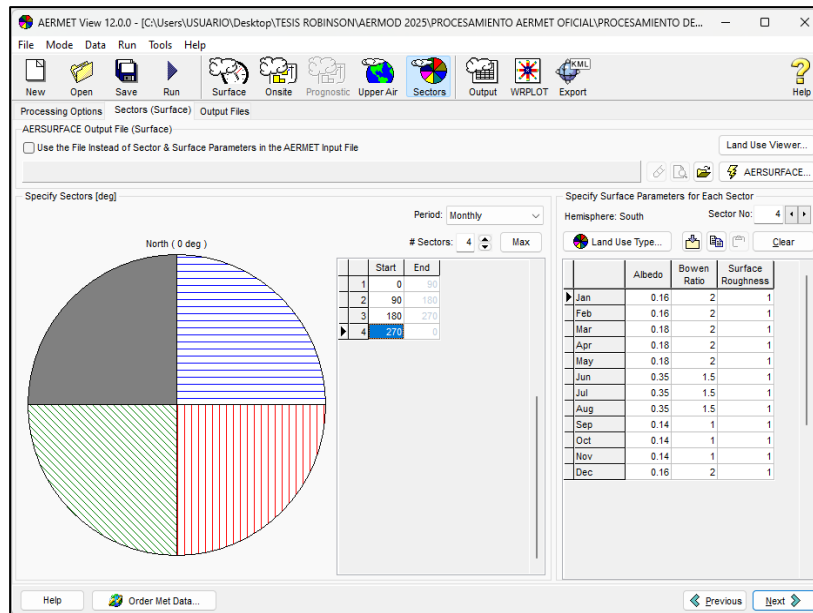 AERMET View 12.0.0 - [C:\Users\USUARIO\Desktop\TESIS ROBINSON\AERMOD 2025\PROCESAMIENTO AERMET OFICIAL\PROCESAMIENTO DE...
File Mode Data Run Tools Help
New Open Save Run Surface Onsite Prognostic Upper Air Sectors Output WRPLOT KML Export Help
Processing Options Sectors (Surface) Output Files
AERSURFACE Output File (Surface)
Use the File Instead of Sector & Surface Parameters in the AERMET Input File
Land Use Viewer...
AERSURFACE...
Specify Sectors [deg]
Period: Monthly
North ( 0 deg )
# Sectors: 4 Max
Start End
1 0 90
2 90 180
3 180 270
4 270 0
Specify Surface Parameters for Each Sector
Hemisphere: South Sector No: 4
Land Use Type... Clear
Albedo Bowen Ratio Surface Roughness
Jan 0.16 2 1
Feb 0.16 2 1
Mar 0.18 2 1
Apr 0.18 2 1
May 0.18 2 1
Jun 0.35 1.5 1
Jul 0.35 1.5 1
Aug 0.35 1.5 1
Sep 0.14 1 1
Oct 0.14 1 1
Nov 0.14 1 1
Dec 0.16 2 1
Help Order Met Data... Previous Next